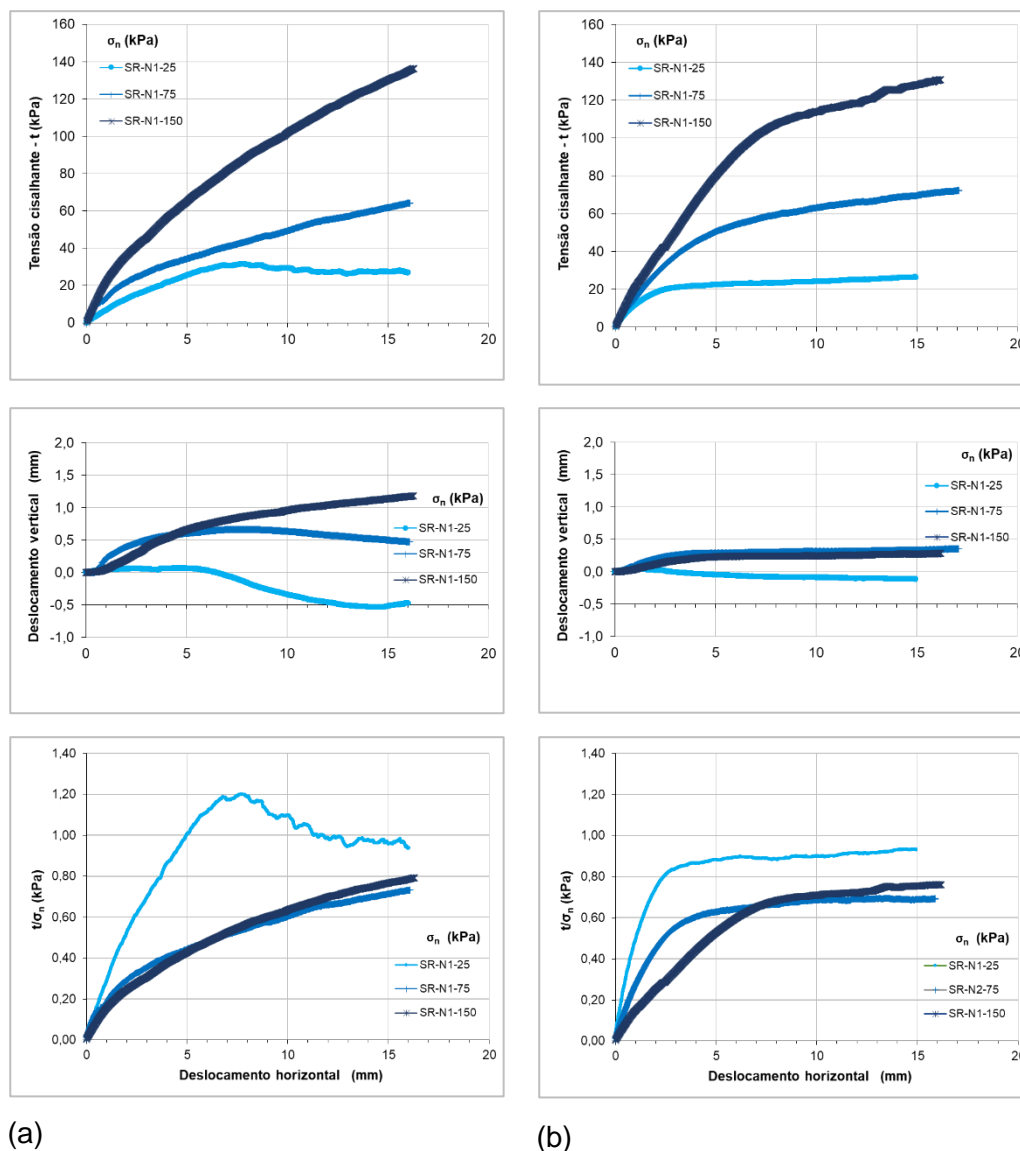 160
140
120
100
80
60
40
20
0
0 5 10 15 20
Tensão cisalhante - t (kPa)
σn (kPa)
SR-N1-25
SR-N1-75
SR-N1-150
160
140
120
100
80
60
40
20
0
0 5 10 15 20
Tensão cisalhante - t (kPa)
σn (kPa)
SR-N1-25
SR-N1-75
SR-N1-150
2,0
1,5
1,0
0,5
0,0
-0,5
-1,0
0 5 10 15 20
Deslocamento vertical (mm)
σn (kPa)
SR-N1-25
SR-N1-75
SR-N1-150
2,0
1,5
1,0
0,5
0,0
-0,5
-1,0
0 5 10 15 20
Deslocamento vertical (mm)
σn (kPa)
SR-N1-25
SR-N1-75
SR-N1-150
1,40
1,20
1,00
0,80
0,60
0,40
0,20
0,00
0 5 10 15 20
t/σn (kPa)
Deslocamento horizontal (mm)
σn (kPa)
SR-N1-25
SR-N1-75
SR-N1-150
1,40
1,20
1,00
0,80
0,60
0,40
0,20
0,00
0 5 10 15 20
t/σn (kPa)
Deslocamento horizontal (mm)
σn (kPa)
SR-N1-25
SR-N2-75
SR-N1-150
(a) (b)